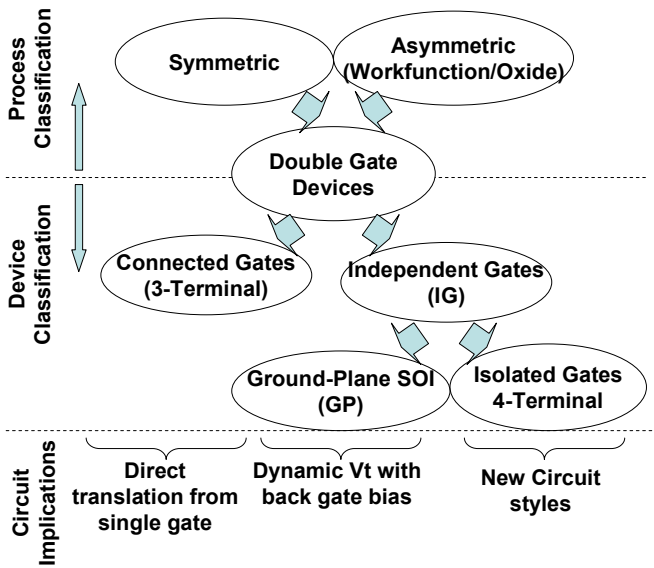 Process
Classification
Symmetric
Asymmetric
(Workfunction/Oxide)
Double Gate
Devices
Device
Classification
Connected Gates
(3-Terminal)
Independent Gates
(IG)
Ground-Plane SOI
(GP)
Isolated Gates
4-Terminal
Circuit
Implications
Direct
translation from
single gate
Dynamic Vt with
back gate bias
New Circuit
styles